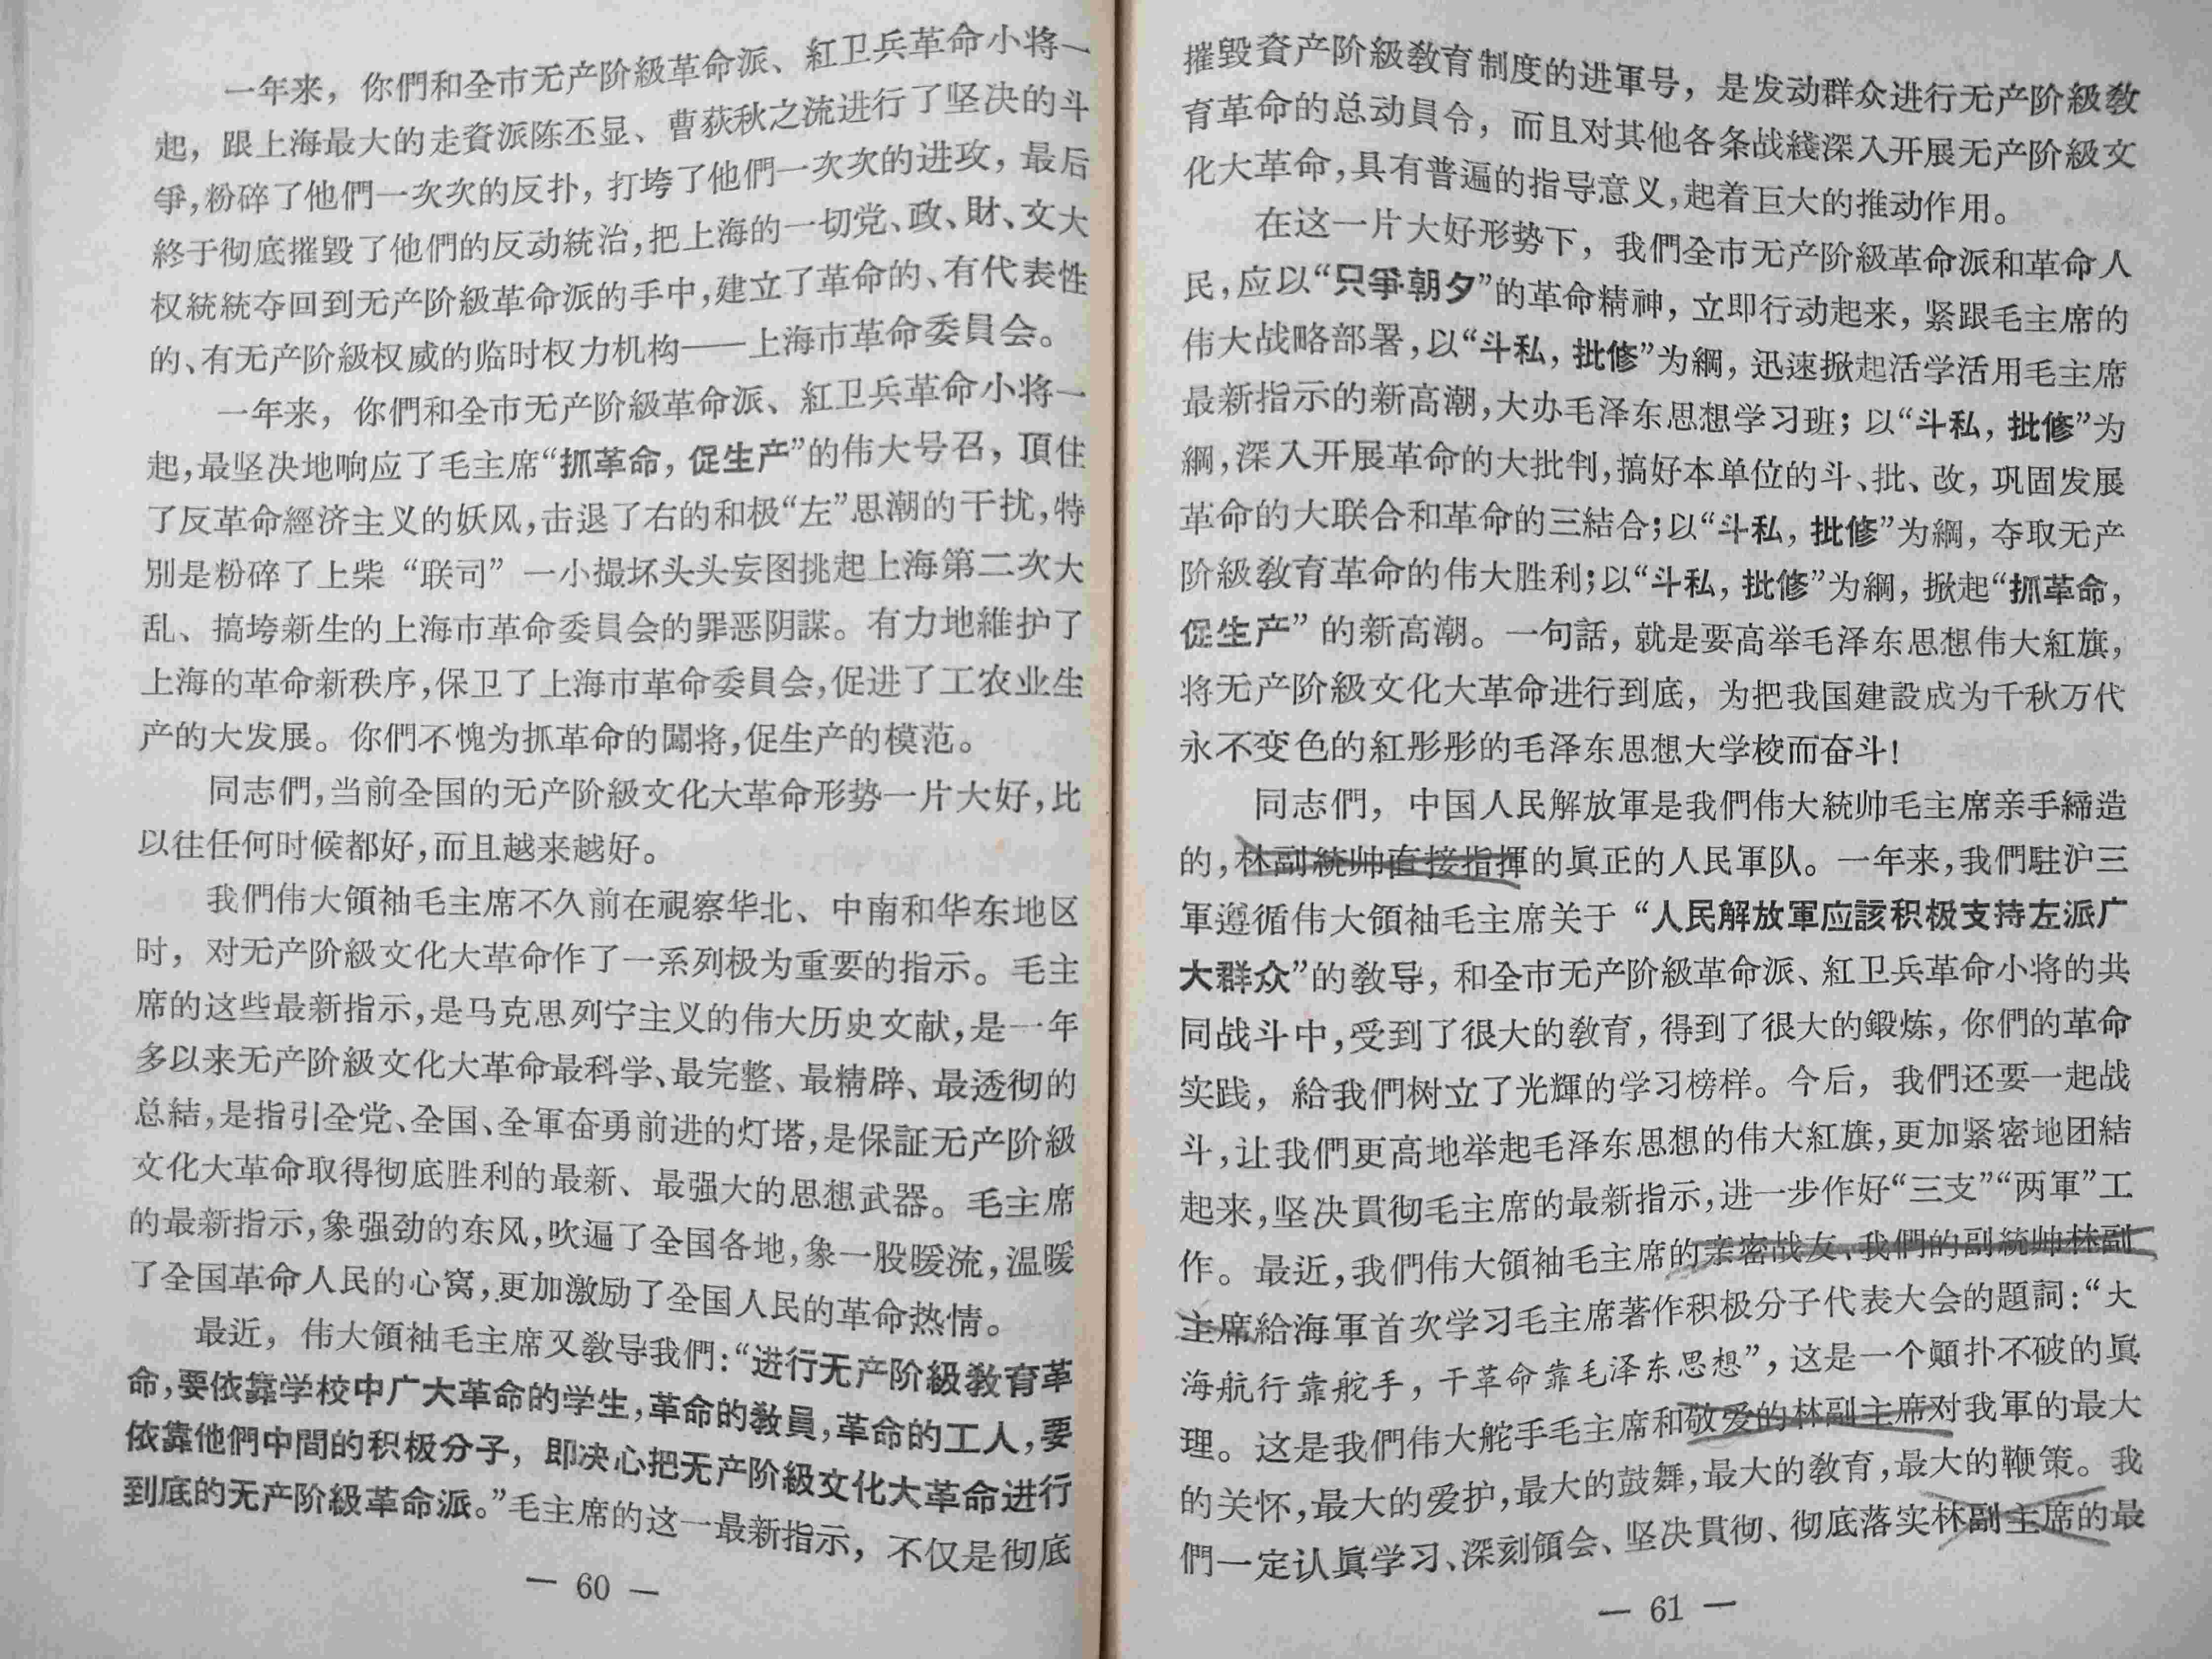 一年来，你們和全市无产阶級革命派、紅卫兵革命小将一
起，跟上海最大的走資派陈丕显、曹荻秋之流进行了坚决的斗
爭，粉碎了他們一次次的反扑，打垮了他們一次次的进攻，最后
終于彻底摧毀了他們的反动統治，把上海的一切党、政、財、文大
权統統夺回到无产阶級革命派的手中，建立了革命的、有代表性
的、有无产阶級权威的临时权力机构——上海市革命委員会。
一年来，你們和全市无产阶級革命派、紅卫兵革命小将一
起，最坚决地响应了毛主席“抓革命，促生产”的伟大号召，頂住
了反革命經济主义的妖风，击退了右的和极“左”思潮的干扰，特
別是粉碎了上柴“联司”一小撮坏头头妄图挑起上海第二次大
乱、搞垮新生的上海市革命委員会的罪恶阴謀。有力地維护了
上海的革命新秩序，保卫了上海市革命委員会，促进了工农业生
产的大发展。你們不愧为抓革命的闖将，促生产的模范。
同志們，当前全国的无产阶級文化大革命形势一片大好，比
以往任何时候都好，而且越来越好。
我們伟大領袖毛主席不久前在視察华北、中南和华东地区
时，对无产阶級文化大革命作了一系列极为重要的指示。毛主
席的这些最新指示，是马克思列宁主义的伟大历史文献，是一年
多以来无产阶級文化大革命最科学、最完整、最精辟、最透彻的
总結，是指引全党、全国、全軍奋勇前进的灯塔，是保証无产阶級
文化大革命取得彻底胜利的最新、最强大的思想武器。毛主席
的最新指示，象强劲的东风，吹遍了全国各地，象一股暖流，温暖
了全国革命人民的心窝，更加激励了全国人民的革命热情。
最近，伟大領袖毛主席又敎导我們：“进行无产阶級敎育革
命，要依靠学校中广大革命的学生，革命的敎員，革命的工人，要
依靠他們中間的积极分子，即决心把无产阶級文化大革命进行
到底的无产阶級革命派。”毛主席的这一最新指示，不仅是彻底
— 60 —
摧毀資产阶級敎育制度的进軍号，是发动群众进行无产阶級敎
育革命的总动員令，而且对其他各条战綫深入开展无产阶級文
化大革命，具有普遍的指导意义，起着巨大的推动作用。
在这一片大好形势下，我們全市无产阶級革命派和革命人
民，应以“只爭朝夕”的革命精神，立即行动起来，紧跟毛主席的
伟大战略部署，以“斗私，批修”为綱，迅速掀起活学活用毛主席
最新指示的新高潮，大办毛泽东思想学习班；以“斗私，批修”为
綱，深入开展革命的大批判，搞好本单位的斗、批、改，巩固发展
革命的大联合和革命的三結合；以“斗私，批修”为綱，夺取无产
阶級敎育革命的伟大胜利；以“斗私，批修”为綱，掀起“抓革命，
促生产”的新高潮。一句話，就是要高举毛泽东思想伟大紅旗，
将无产阶級文化大革命进行到底，为把我国建設成为千秋万代
永不变色的紅彤彤的毛泽东思想大学校而奋斗！
同志們，中国人民解放軍是我們伟大統帅毛主席亲手締造
的，林副統帅直接指揮的眞正的人民軍队。一年来，我們駐沪三
軍遵循伟大領袖毛主席关于“人民解放軍应該积极支持左派广
大群众”的敎导，和全市无产阶級革命派、紅卫兵革命小将的共
同战斗中，受到了很大的敎育，得到了很大的鍛炼，你們的革命
实践，給我們树立了光輝的学习榜样。今后，我們还要一起战
斗，让我們更高地举起毛泽东思想的伟大紅旗，更加紧密地团結
起来，坚决貫彻毛主席的最新指示，进一步作好“三支”“两軍”工
作。最近，我們伟大領袖毛主席的亲密战友、我們的副統帅林副
主席給海軍首次学习毛主席著作积极分子代表大会的題詞：“大
海航行靠舵手，干革命靠毛泽东思想”，这是一个顚扑不破的眞
理。这是我們伟大舵手毛主席和敬爱的林副主席对我軍的最大
的关怀，最大的爱护，最大的鼓舞，最大的敎育，最大的鞭策。我
們一定认眞学习、深刻領会、坚决貫彻、彻底落实林副主席的最
— 61 —